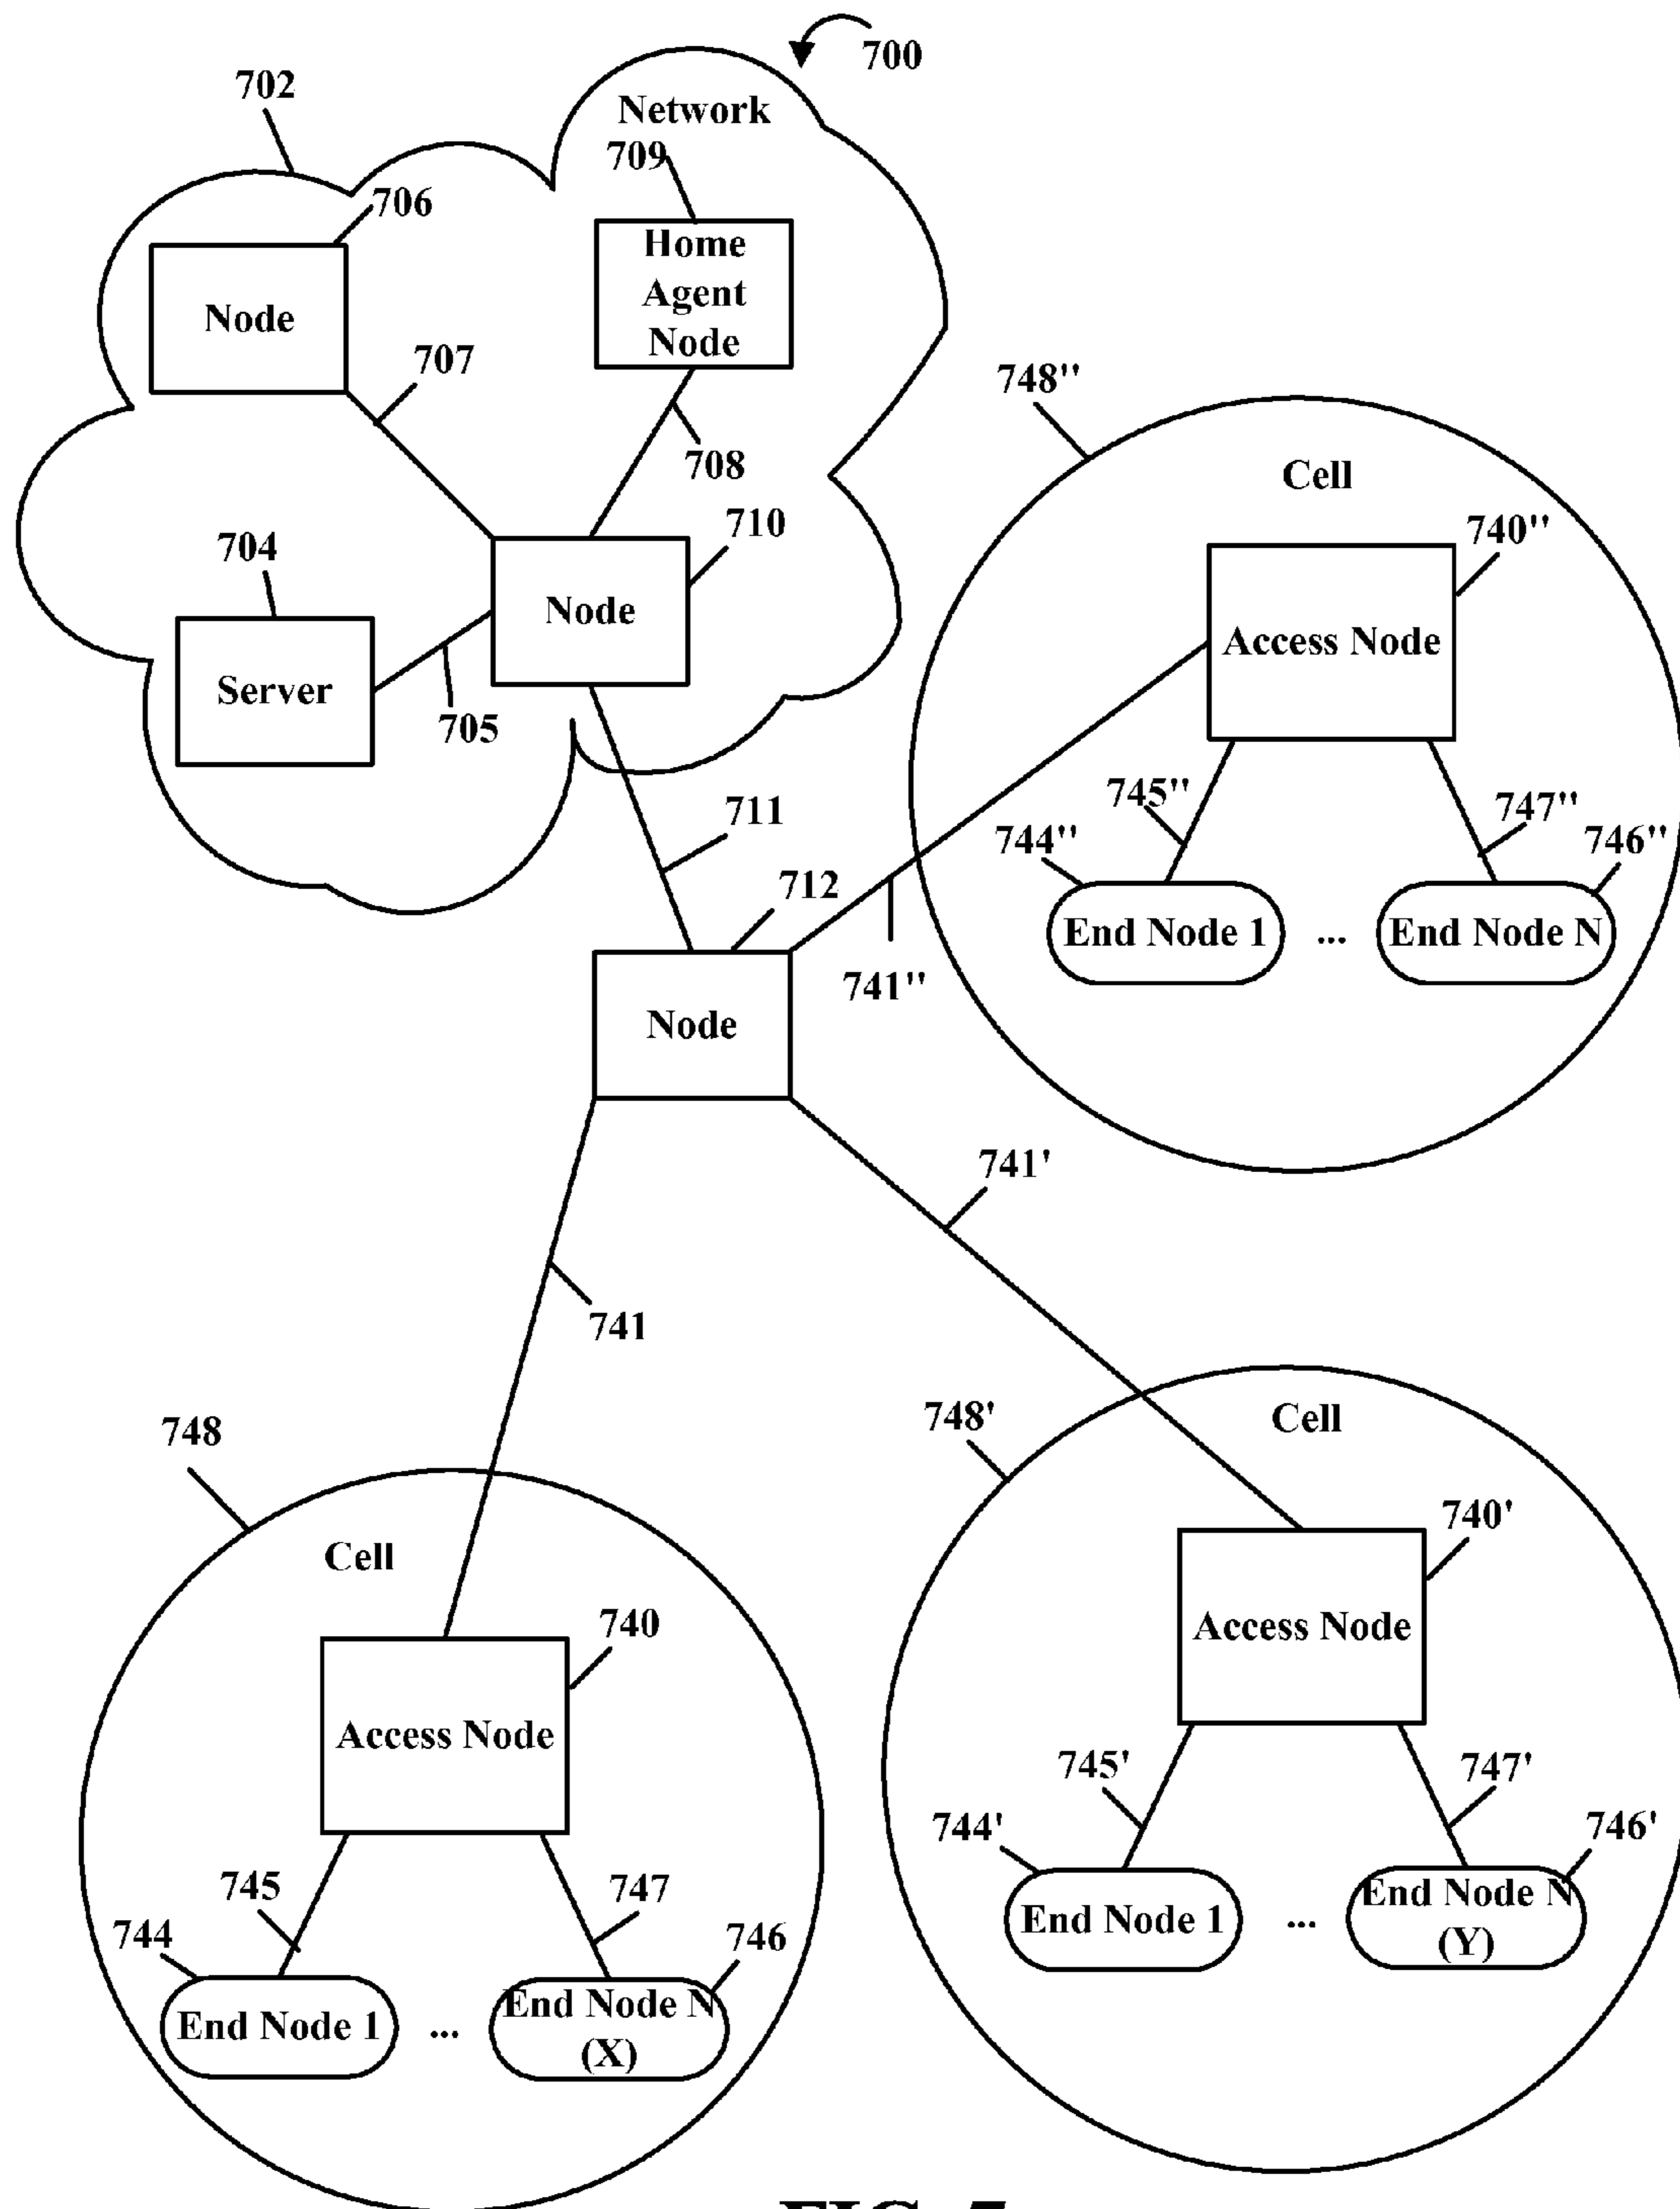 700
702
Network
709
706
Home
Agent
Node
Node
707
748"
708
Cell
710
740"
704
Node
Access Node
Server
705
745"
747"
711
744"
746"
712
End Node 1
...
End Node N
741"
Node
741'
741
748'
Cell
748
740'
Cell
740
Access Node
Access Node
745'
747'
744'
746'
745
747
End Node 1
...
End Node N
(Y)
744
746
End Node 1
...
End Node N
(X)